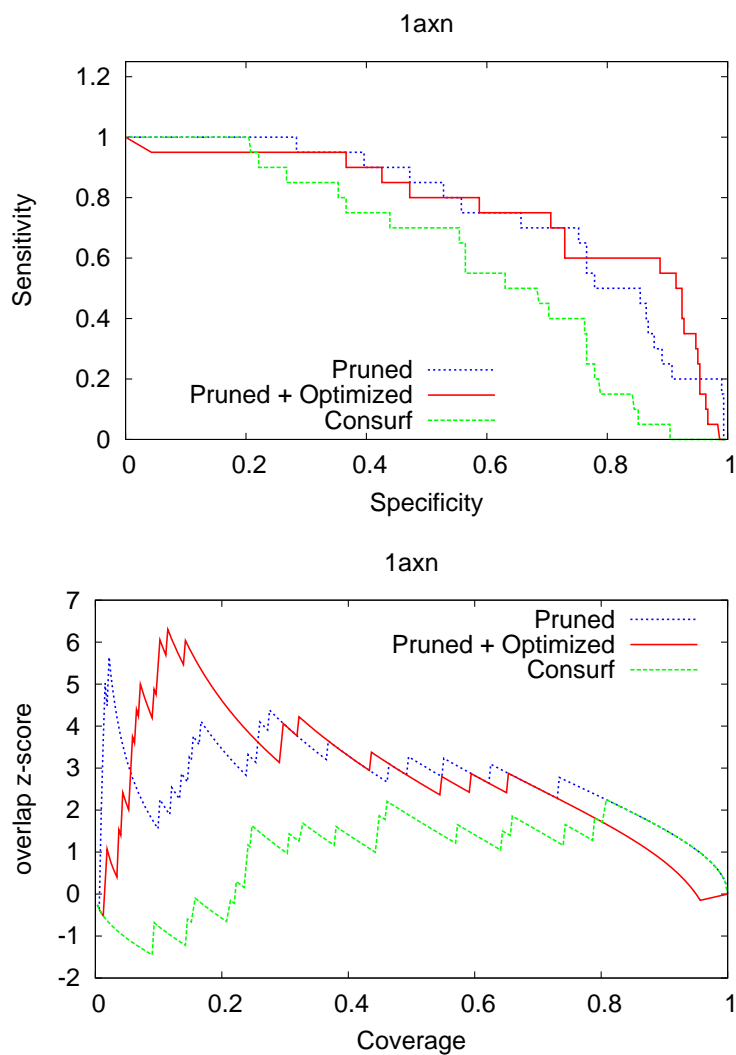 1axn
1.2
1
0.8
0.6
0.4
0.2
0
Sensitivity
Pruned
Pruned + Optimized
Consurf
0 0.2 0.4 0.6 0.8 1
Specificity
1axn
7
6
5
4
3
2
1
0
-1
-2
overlap z-score
Pruned
Pruned + Optimized
Consurf
0 0.2 0.4 0.6 0.8 1
Coverage